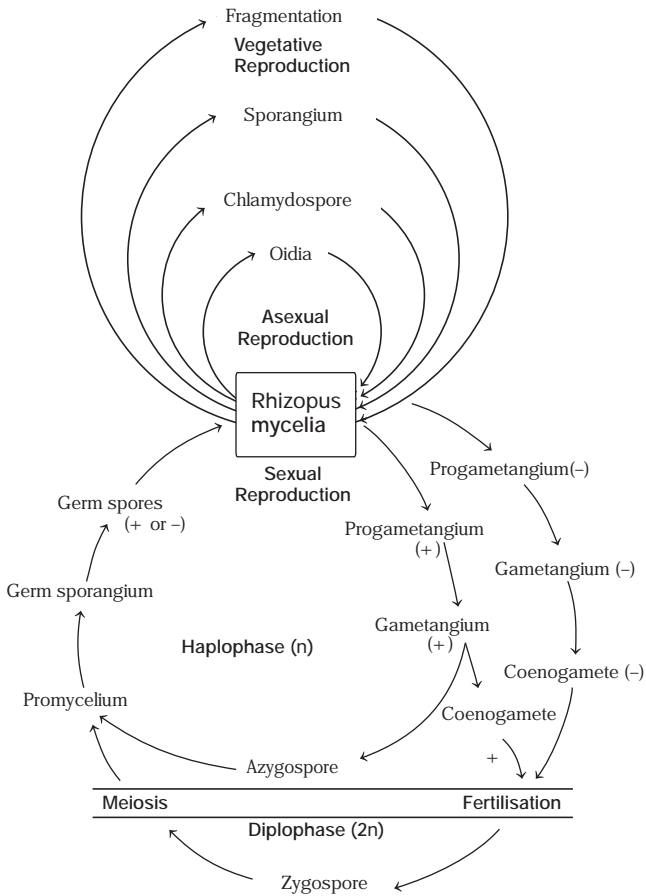 Fragmentation
Vegetative
Reproduction
Sporangium
Chlamydospore
Oidia
Asexual
Reproduction
Rhizopus
mycelia
Sexual
Reproduction
Progametangium(–)
Germ spores
(+ or –)
Progametangium
(+)
Gametangium (–)
Germ sporangium
Gametangium
(+)
Haplophase (n)
Coenogamete (–)
Promycelium
Coenogamete
+
Azygospore
Meiosis
Fertilisation
Diplophase (2n)
Zygospore